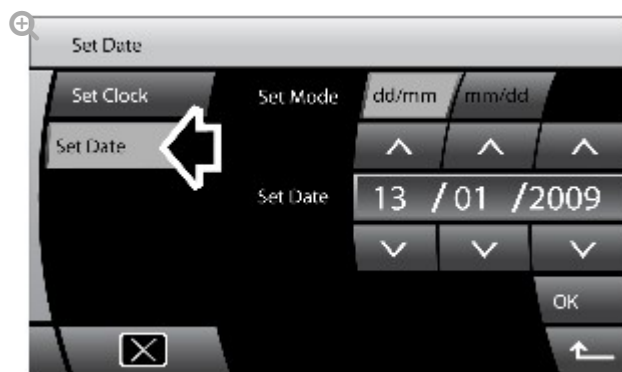 Set Date
Set Clock
Set Mode dd/mm mm/dd
Set Date
Set Date 13 / 01 / 2009
OK